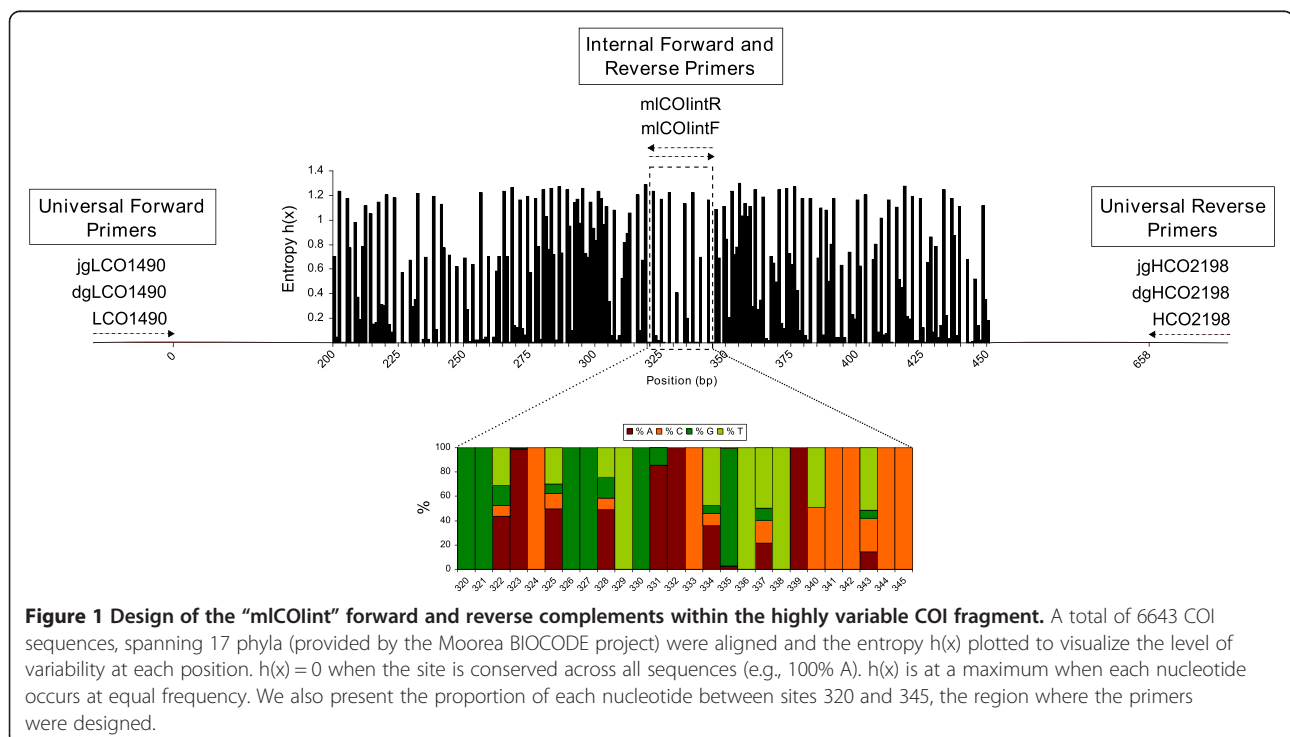 Internal Forward and
Reverse Primers
mlCOIintR
mlCOIintF
Universal Forward
Primers
jgLCO1490
dgLCO1490
LCO1490
Universal Reverse
Primers
jgHCO2198
dgHCO2198
HCO2198
Entropy h(x)
1.4
1.2
1
0.8
0.6
0.4
0.2
0
200
225
250
275
300
325
350
375
400
425
450
658
Position (bp)
% A % C % G % T
%
100
80
60
40
20
0
320
321
322
323
324
325
326
327
328
329
330
331
332
333
334
335
336
337
338
339
340
341
342
343
344
345
Figure 1 Design of the “mlCOIint” forward and reverse complements within the highly variable COI fragment. A total of 6643 COI
sequences, spanning 17 phyla (provided by the Moorea BIOCODE project) were aligned and the entropy h(x) plotted to visualize the level of
variability at each position. h(x) = 0 when the site is conserved across all sequences (e.g., 100% A). h(x) is at a maximum when each nucleotide
occurs at equal frequency. We also present the proportion of each nucleotide between sites 320 and 345, the region where the primers
were designed.